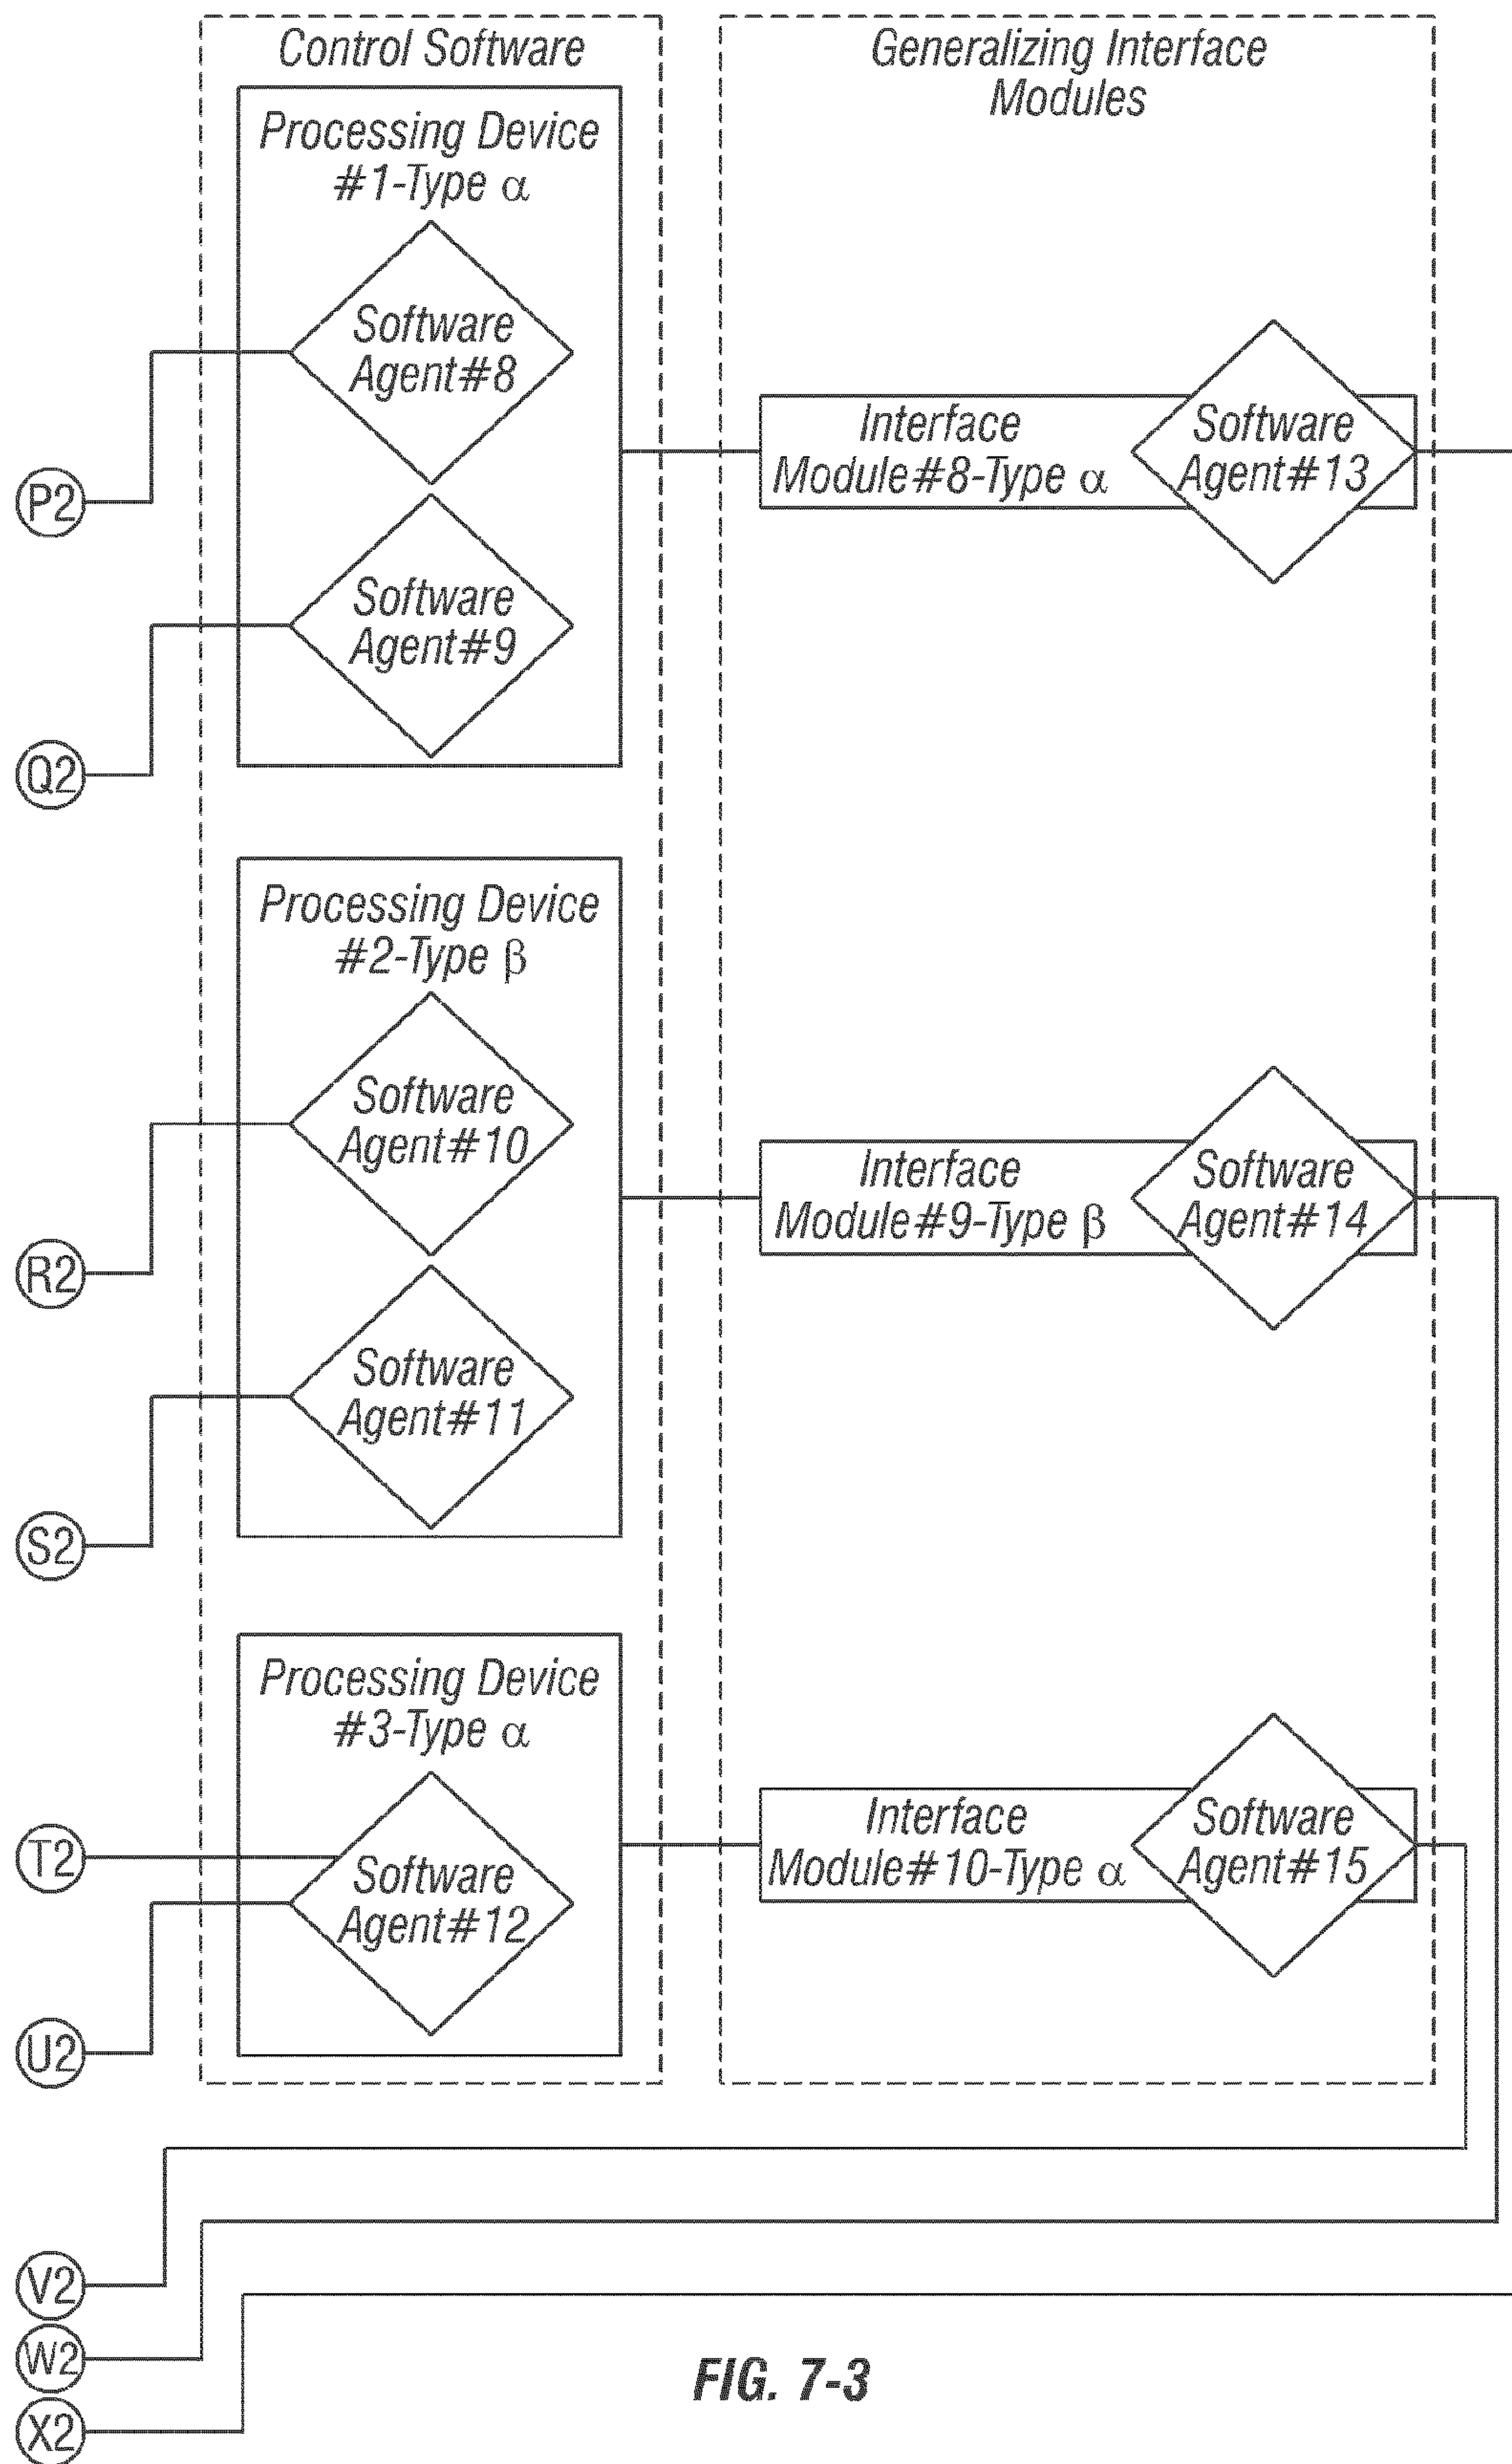 Control Software
Processing Device
#1-Type α
Software
Agent#8
P2
Software
Agent#9
Q2
Processing Device
#2-Type β
Software
Agent#10
R2
Software
Agent#11
S2
Processing Device
#3-Type α
T2
Software
Agent#12
U2
Generalizing Interface
Modules
Interface
Module#8-Type α
Software
Agent#13
Interface
Module#9-Type β
Software
Agent#14
Interface
Module#10-Type α
Software
Agent#15
V2
W2
X2
FIG. 7-3